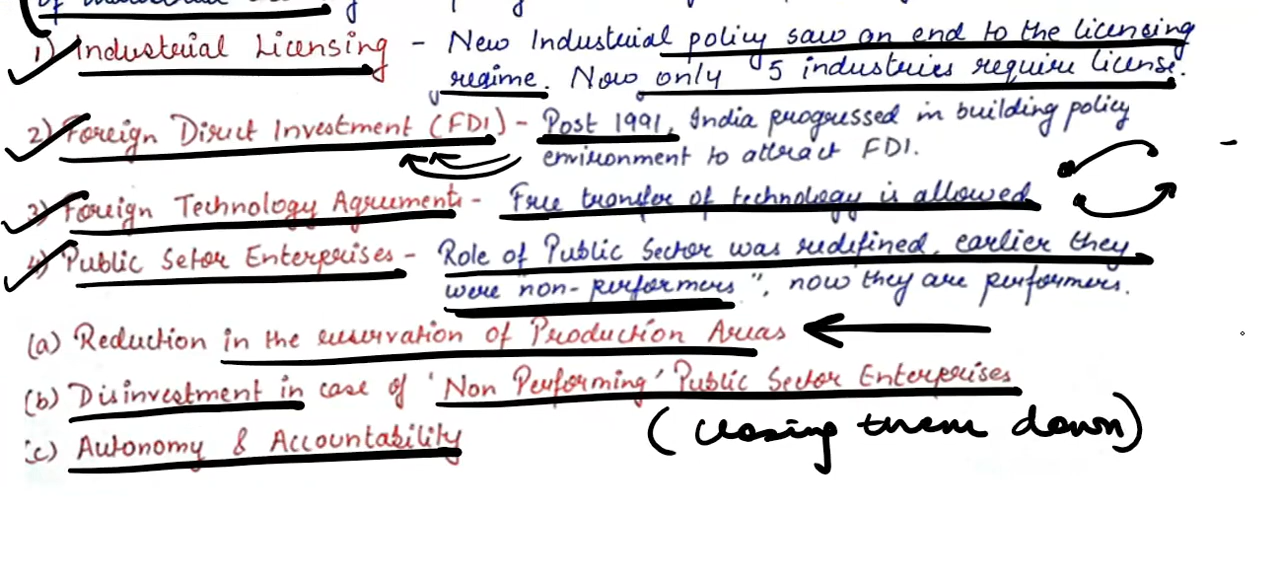 1) Industrial Licensing - New Industrial policy saw an end to the licensing
regime. Now only 5 industries require license.
2) Foreign Direct Investment (FDI) - Post 1991, India progressed in building policy
environment to attract FDI.
3) Foreign Technology Agreements - Free transfer of technology is allowed.
4) Public Setor Enterprises - Role of Public Sector was redefined, earlier they
were "non-performers", now they are performers.
(a) Reduction in the reservation of Production Areas
(b) Disinvestment in case of 'Non Performing' Public Sector Enterprises
(closing them down)
(c) Autonomy & Accountability